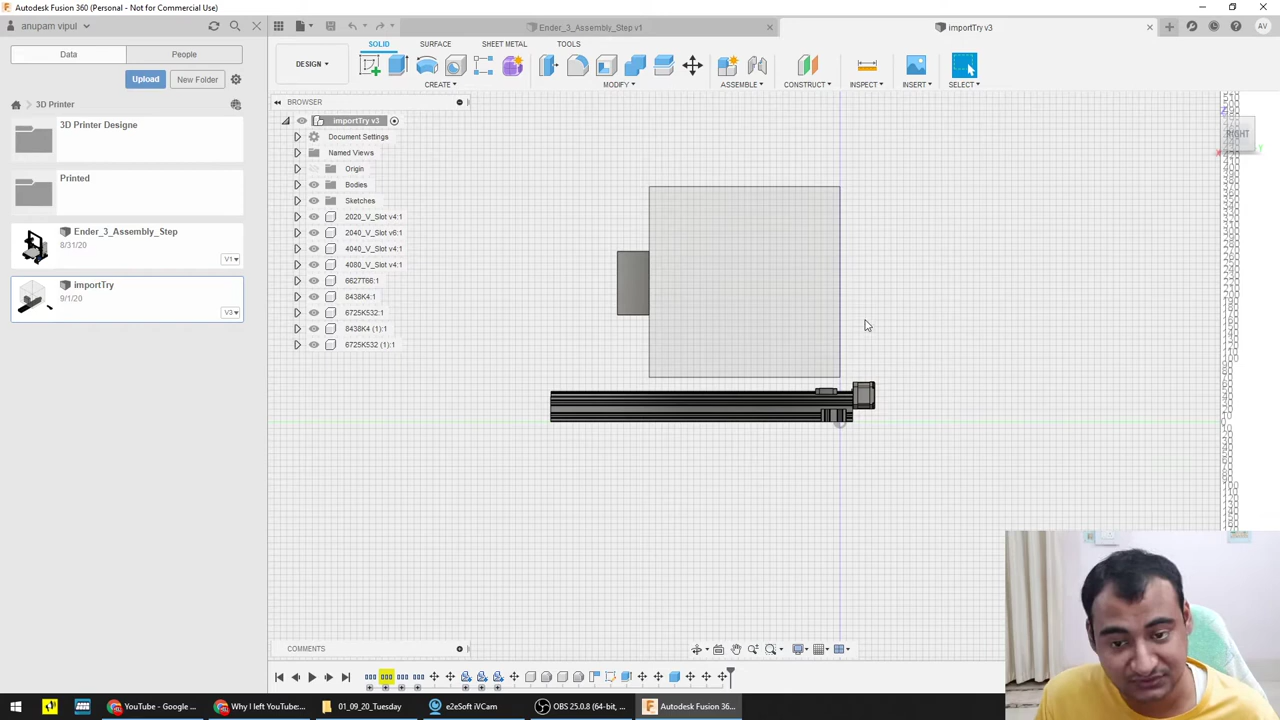 Autodesk Fusion 360 (Personal - Not for Commercial Use)
anupam vipul
Ender_3_Assembly_Step v1
importTry v3
AV
Data
People
Upload
New Folder
3D Printer
3D Printer Designe
Printed
Ender_3_Assembly_Step
8/31/20
V1
importTry
9/1/20
V3
DESIGN
SOLID
SURFACE
SHEET METAL
TOOLS
CREATE
MODIFY
ASSEMBLE
CONSTRUCT
INSPECT
INSERT
SELECT
BROWSER
importTry v3
Document Settings
Named Views
Origin
Bodies
Sketches
2020_V_Slot v4:1
2040_V_Slot v6:1
4040_V_Slot v4:1
4080_V_Slot v4:1
6627T66:1
8438K4:1
6725K532:1
8438K4 (1):1
6725K532 (1):1
RIGHT
COMMENTS
YouTube - Google ...
Why I left YouTube:...
01_09_20_Tuesday
e2eSoft iVCam
OBS 25.0.8 (64-bit, ...
Autodesk Fusion 36...